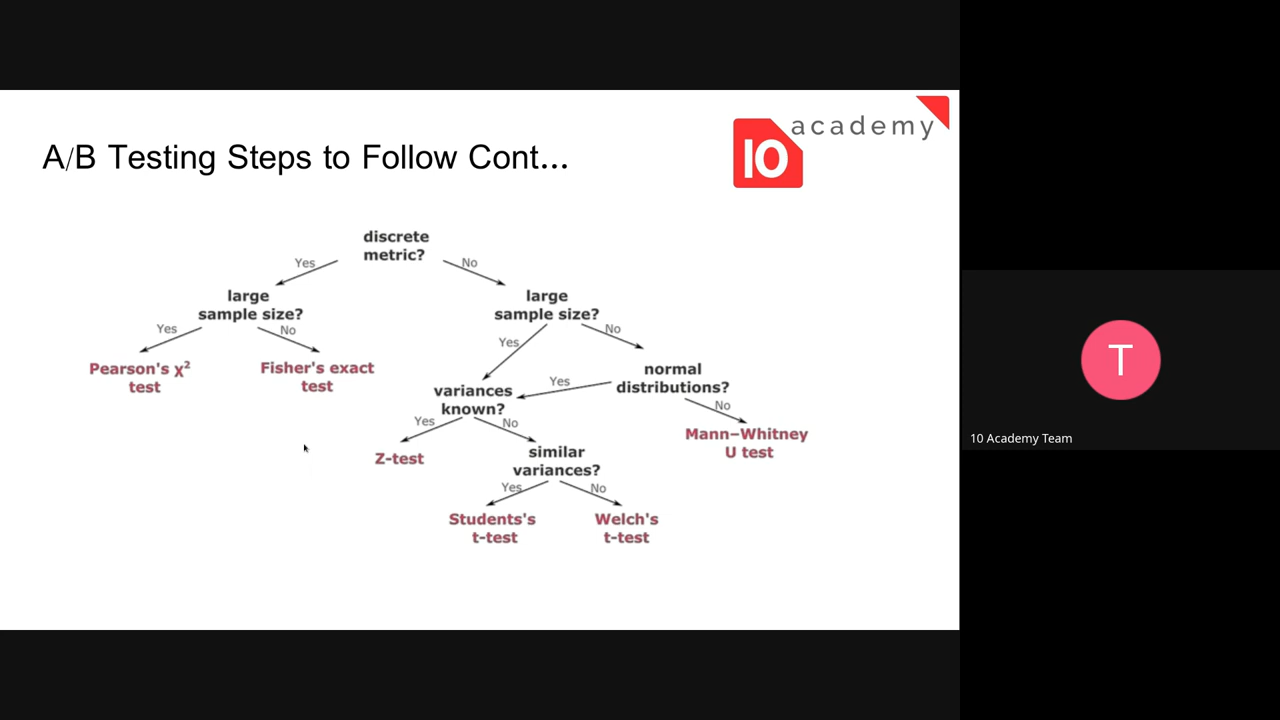 A/B Testing Steps to Follow Cont...
10 academy
discrete
metric?
Yes
No
large
sample size?
large
sample size?
Yes
No
Yes
No
Pearson's χ²
test
Fisher's exact
test
variances
known?
Yes
normal
distributions?
Yes
No
No
Z-test
similar
variances?
Mann–Whitney
U test
Yes
No
Students's
t-test
Welch's
t-test
T
10 Academy Team